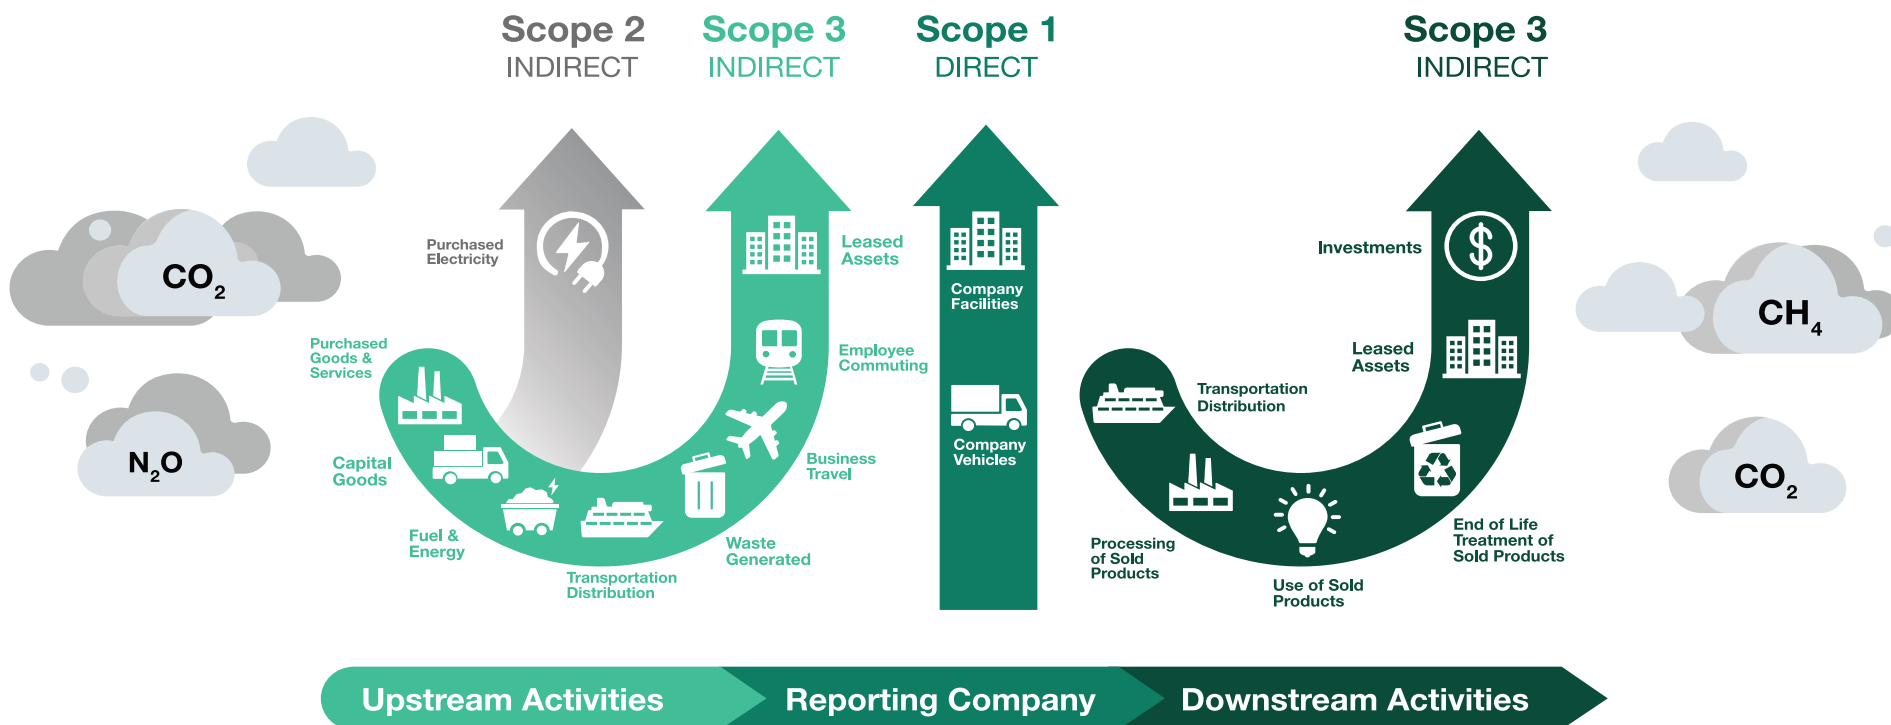 Scope 2
INDIRECT
Scope 3
INDIRECT
Scope 1
DIRECT
Scope 3
INDIRECT
CO₂
N₂O
Purchased
Electricity
Purchased
Goods &
Services
Capital
Goods
Fuel &
Energy
Transportation
Distribution
Waste
Generated
Business
Travel
Employee
Commuting
Leased
Assets
Company
Facilities
Company
Vehicles
Transportation
Distribution
Processing
of Sold
Products
Use of Sold
Products
End of Life
Treatment of
Sold Products
Leased
Assets
Investments
$
CH₄
CO₂
Upstream Activities
Reporting Company
Downstream Activities